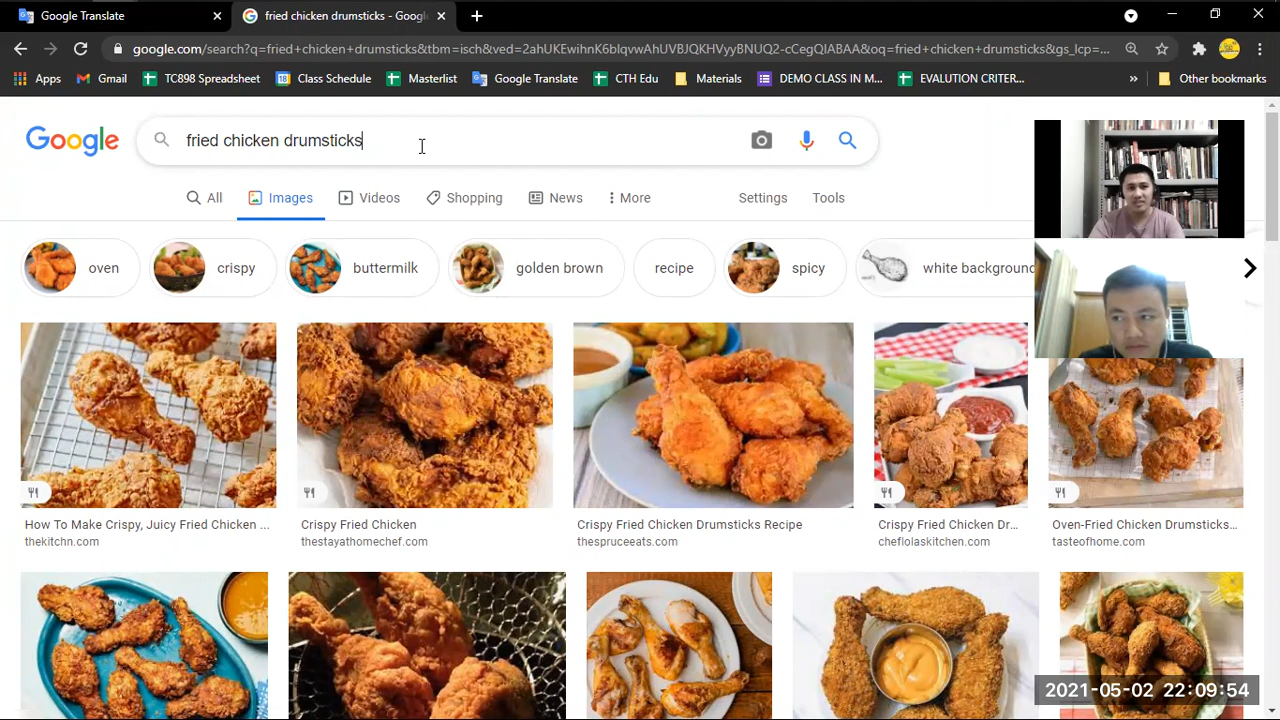 Google Translate
fried chicken drumsticks - Googl
google.com/search?q=fried+chicken+drumsticks&tbm=isch&ved=2ahUKEwihnK6blqvwAhUVBJQKHVyyBNUQ2-cCegQIABAA&oq=fried+chicken+drumsticks&gs_lcp=...
Apps Gmail TC898 Spreadsheet Class Schedule Masterlist Google Translate CTH Edu Materials DEMO CLASS IN M... EVALUTION CRITER... » Other bookmarks
Google fried chicken drumsticks
All Images Videos Shopping News More Settings Tools
oven crispy buttermilk golden brown recipe spicy white background
How To Make Crispy, Juicy Fried Chicken ...
thekitchn.com
Crispy Fried Chicken
thestayathomechef.com
Crispy Fried Chicken Drumsticks Recipe
thespruceeats.com
Crispy Fried Chicken Dr...
cheflolaskitchen.com
Oven-Fried Chicken Drumsticks...
tasteofhome.com
2021-05-02 22:09:54